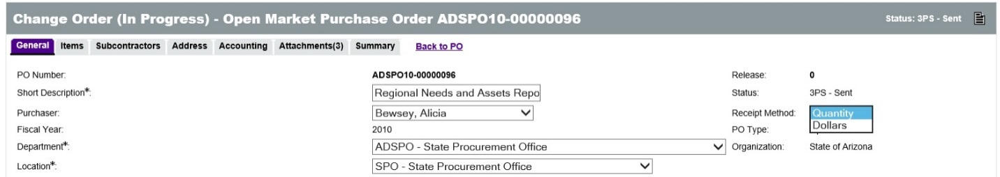 Change Order (In Progress) - Open Market Purchase Order ADSPO10-00000096 Status: 3PS - Sent
General Items Subcontractors Address Accounting Attachments(3) Summary Back to PO
PO Number: ADSPO10-00000096 Release: 0
Short Description*: Regional Needs and Assets Repo Status: 3PS - Sent
Purchaser: Bewsey, Alicia Receipt Method: Quantity
Dollars
Fiscal Year: 2010 PO Type:
Department*: ADSPO - State Procurement Office Organization: State of Arizona
Location*: SPO - State Procurement Office